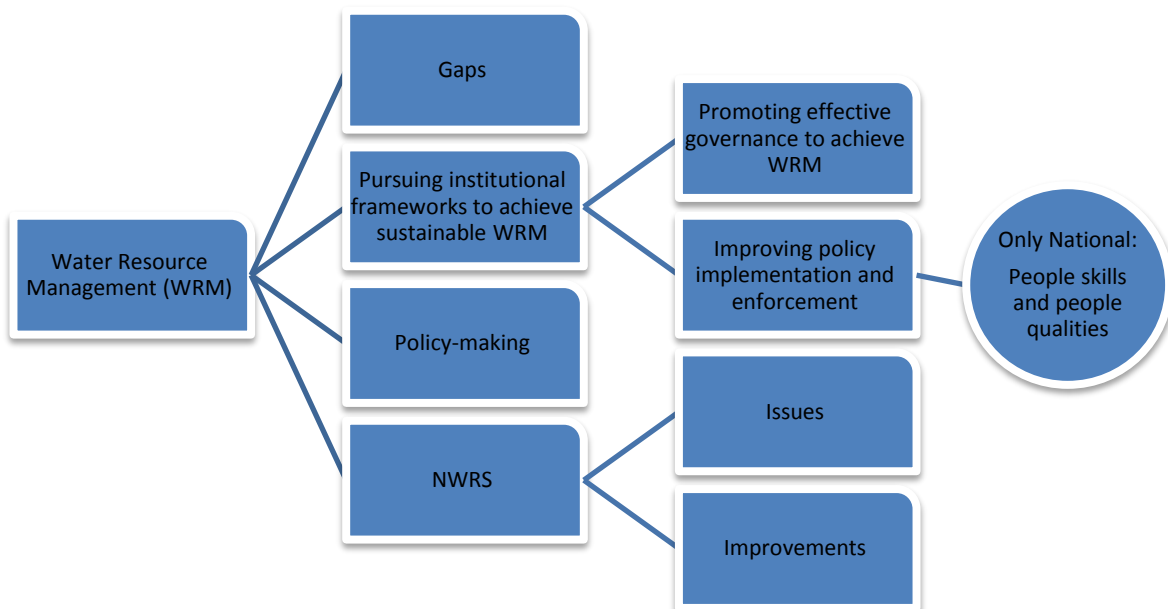 Water Resource
Management (WRM)
Gaps
Pursuing institutional
frameworks to achieve
sustainable WRM
Policy-making
NWRS
Promoting effective
governance to achieve
WRM
Improving policy
implementation and
enforcement
Issues
Improvements
Only National:
People skills
and people
qualities